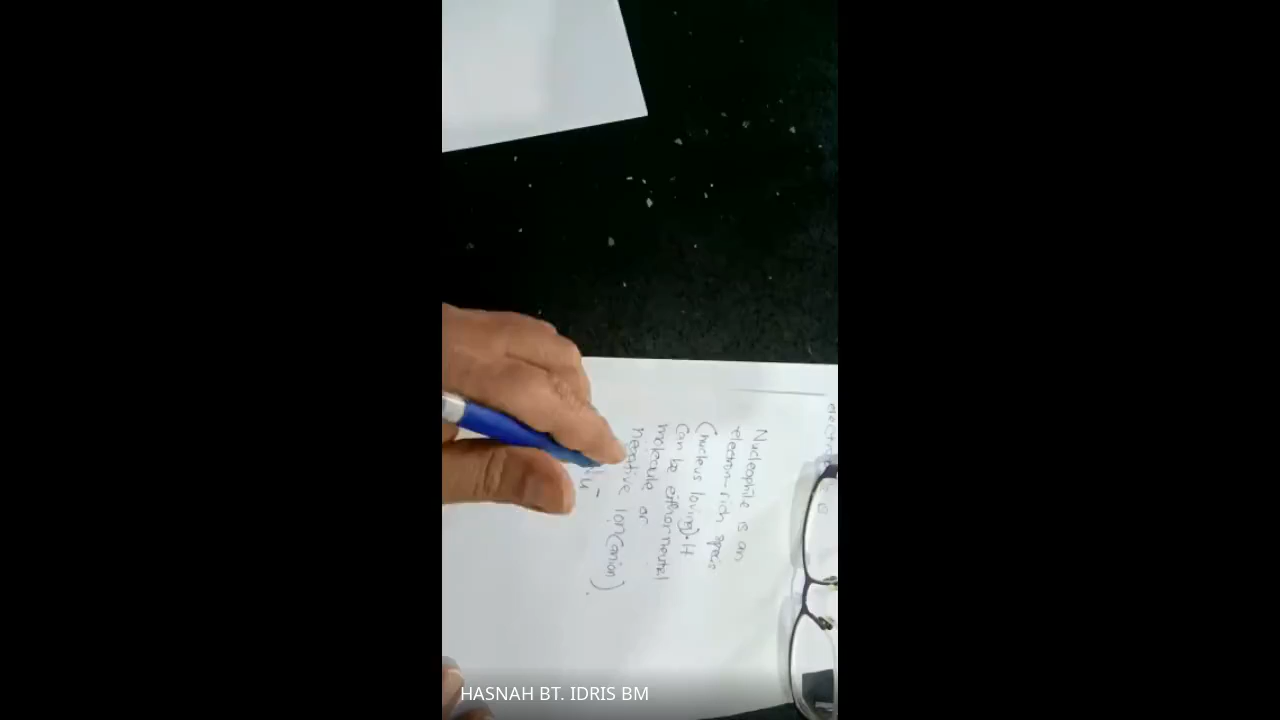 Nucleophile is an
electron-rich species
(nucleus loving). It
can be either neutral
molecule or
negative ion (anion).
Nu-
HASNAH BT. IDRIS BM